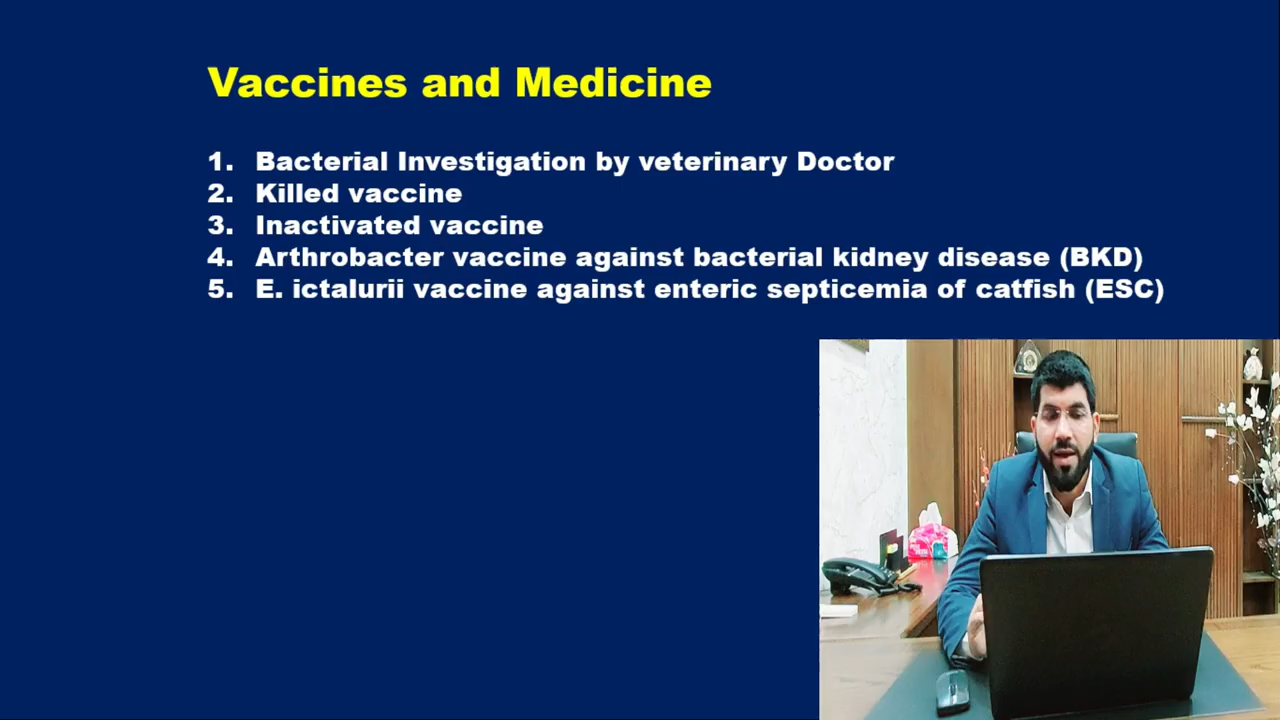 Vaccines and Medicine
1. Bacterial Investigation by veterinary Doctor
2. Killed vaccine
3. Inactivated vaccine
4. Arthrobacter vaccine against bacterial kidney disease (BKD)
5. E. ictalurii vaccine against enteric septicemia of catfish (ESC)